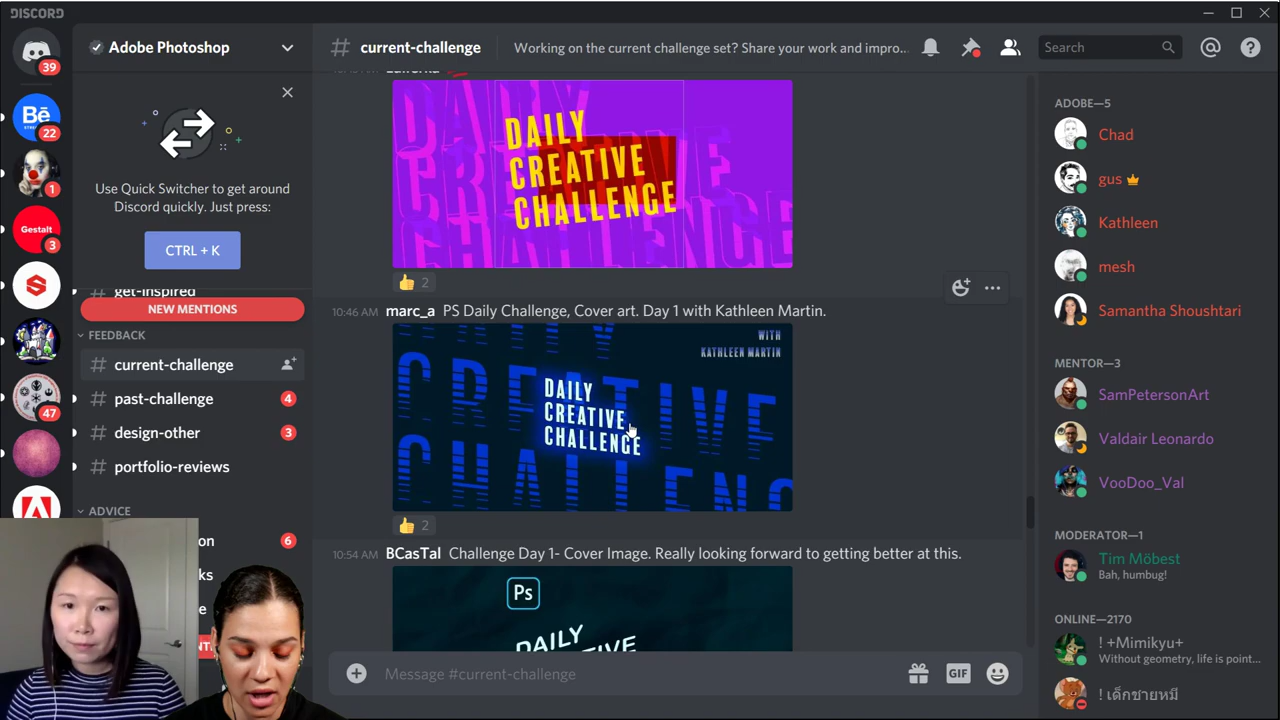 DISCORD
39
Bē
22
1
Gestalt
3
S
47
Adobe Photoshop
Use Quick Switcher to get around
Discord quickly. Just press:
CTRL + K
get-inspired
NEW MENTIONS
FEEDBACK
# current-challenge
# past-challenge 4
# design-other 3
# portfolio-reviews
ADVICE
6
# current-challenge
Working on the current challenge set? Share your work and impro...
Search
DAILY
CREATIVE
CHALLENGE
DAILY
CREATIVE
CHALLENGE
👍 2
10:46 AM marc_a PS Daily Challenge, Cover art. Day 1 with Kathleen Martin.
WITH
KATHLEEN MARTIN
CREATIVE
CHALLENG
DAILY
CREATIVE
CHALLENGE
👍 2
10:54 AM BCasTal Challenge Day 1- Cover Image. Really looking forward to getting better at this.
Ps
DAILY
Message #current-challenge
GIF
ADOBE—5
Chad
gus
Kathleen
mesh
Samantha Shoushtari
MENTOR—3
SamPetersonArt
Valdair Leonardo
VooDoo_Val
MODERATOR—1
Tim Möbest
Bah, humbug!
ONLINE—2170
! +Mimikyu+
Without geometry, life is point...
! เด็กชายหมี